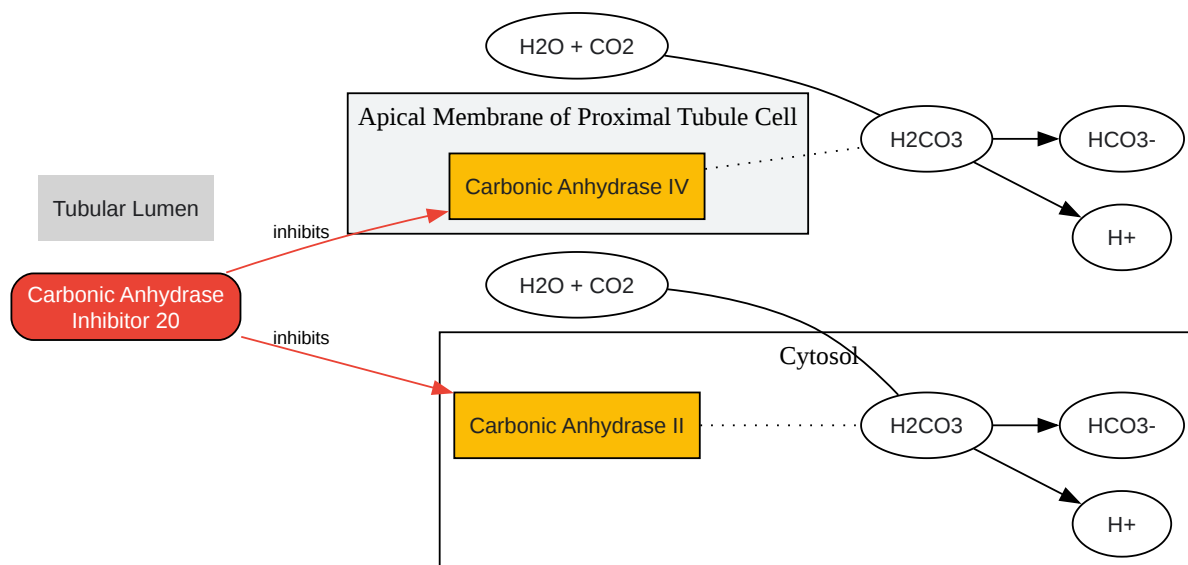 H2O + CO2
Apical Membrane of Proximal Tubule Cell
H2CO3
HCO3-
Carbonic Anhydrase IV
Tubular Lumen
inhibits
H+
Carbonic Anhydrase
Inhibitor 20
H2O + CO2
inhibits
Cytosol
Carbonic Anhydrase II
H2CO3
HCO3-
H+